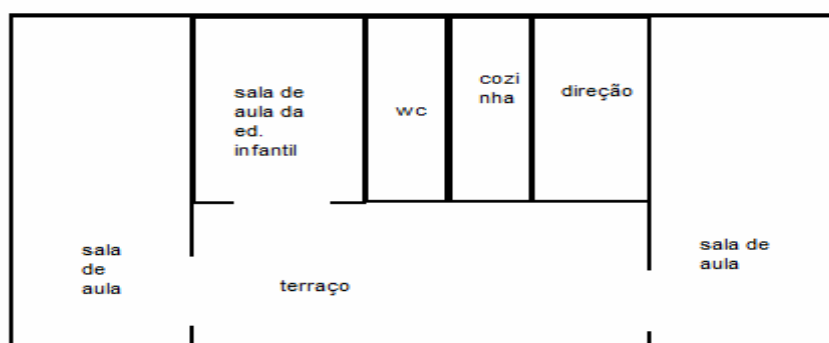 sala de
aula da
ed.
infantil
wc
cozi
nha
direção
sala
de
aula
terraço
sala de
aula